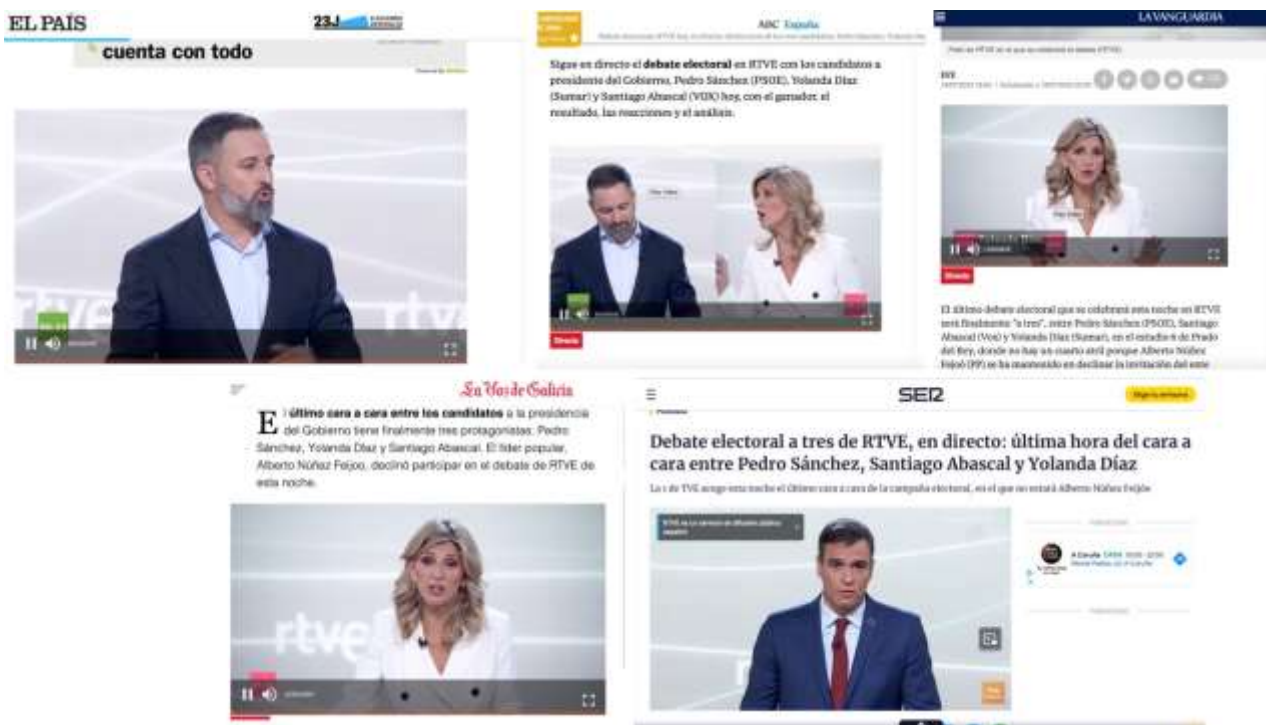 EL PAÍS
23J
cuenta con todo
rtve
ABC España
Sigue en directo el debate electoral en RTVE con los candidatos a
presidente del Gobierno, Pedro Sánchez (PSOE), Yolanda Díaz
(Sumar) y Santiago Abascal (VOX) hoy, con el ganador, el
resultado, las reacciones y el análisis.
Directo
LA VANGUARDIA
Directo
El último debate electoral que se celebrará esta noche en RTVE
será finalmente "a tres", entre Pedro Sánchez (PSOE), Santiago
Abascal (Vox) y Yolanda Díaz (Sumar), en el estudio 6 de Prado
del Rey, donde no hay un cuarto atril porque Alberto Núñez
Feijóo (PP) se ha mantenido en declinar la invitación del ente
La Voz de Galicia
El último cara a cara entre los candidatos a la presidencia
del Gobierno tiene finalmente tres protagonistas: Pedro
Sánchez, Yolanda Díaz y Santiago Abascal. El líder popular,
Alberto Núñez Feijoo, declinó participar en el debate de RTVE de
esta noche.
rtve
SER
Debate electoral a tres de RTVE, en directo: última hora del cara a
cara entre Pedro Sánchez, Santiago Abascal y Yolanda Díaz
La 1 de TVE acoge esta noche el último cara a cara de la campaña electoral, en el que no estará Alberto Núñez Feijóo